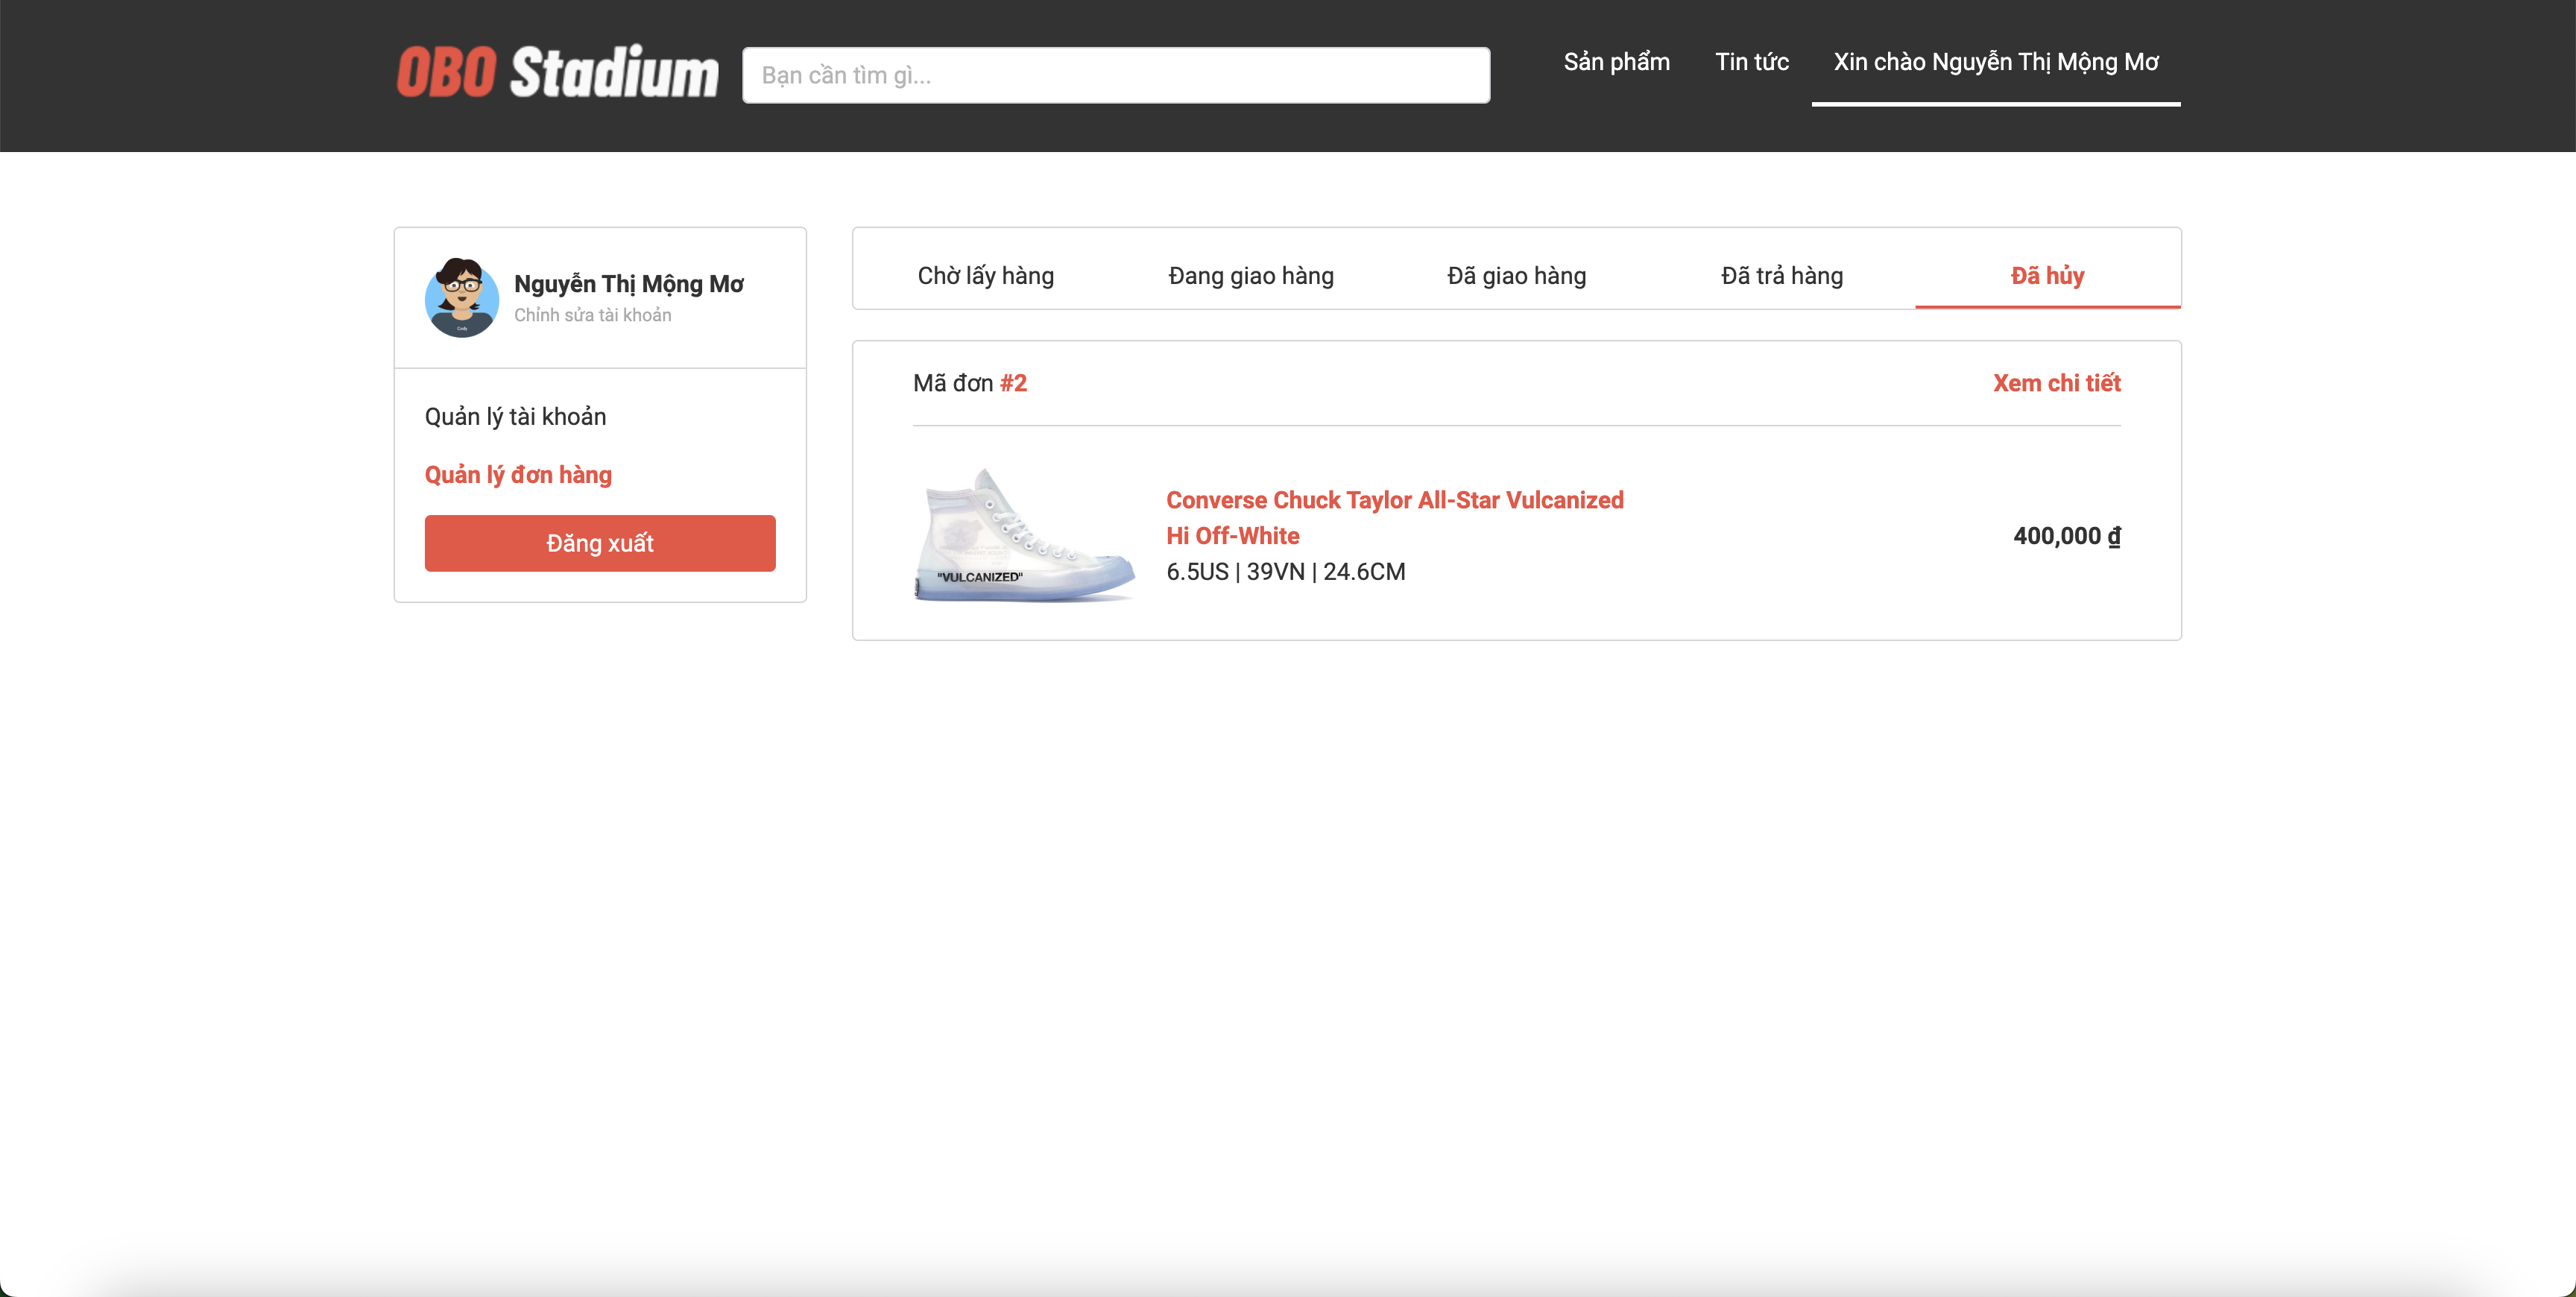 OBO Stadium
Bạn cần tìm gì...
Sản phẩm
Tin tức
Xin chào Nguyễn Thị Mộng Mơ
Nguyễn Thị Mộng Mơ
Chỉnh sửa tài khoản
Quản lý tài khoản
Quản lý đơn hàng
Đăng xuất
Chờ lấy hàng
Đang giao hàng
Đã giao hàng
Đã trả hàng
Đã hủy
Mã đơn #2
Xem chi tiết
"VULCANIZED"
Converse Chuck Taylor All-Star Vulcanized
Hi Off-White
6.5US | 39VN | 24.6CM
400,000 ₫